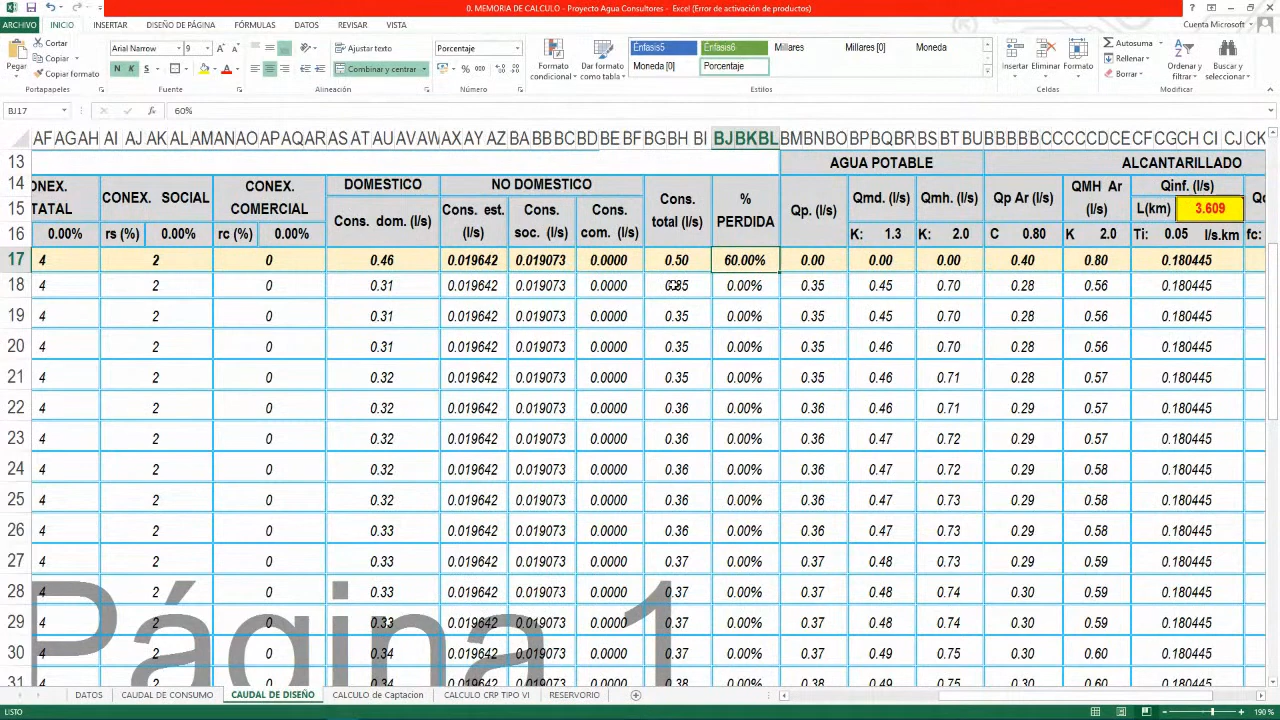 0. MEMORIA DE CALCULO - Proyecto Agua Consultores - Excel (Error de activación de productos)
ARCHIVO INICIO INSERTAR DISEÑO DE PÁGINA FÓRMULAS DATOS REVISAR VISTA Cuenta Microsoft
Pegar Cortar Copiar Copiar formato
Portapapeles
Arial Narrow 9
N K S
Fuente
Ajustar texto
Combinar y centrar
Alineación
Porcentaje
Número
Formato condicional Dar formato como tabla
Énfasis5 Énfasis6 Millares Millares [0] Moneda
Moneda [0] Porcentaje
Estilos
Insertar Eliminar Formato
Celdas
Autosuma Rellenar Borrar
Ordenar y filtrar Buscar y seleccionar
Modificar
BJ17 60%
AF AG AH AI AJ AK AL AM AN AO AP AQ AR AS AT AU AV AW AX AY AZ BA BB BC BD BE BF BG BH BI BJ BK BL BM BN BO BP BQ BR BS BT BU CF CG CH CI CJ CK
13 AGUA POTABLE ALCANTARILLADO
14 ONEX. TATAL CONEX. SOCIAL CONEX. COMERCIAL DOMESTICO NO DOMESTICO Cons. total (l/s) % PERDIDA Qp. (l/s) Qmd. (l/s) Qmh. (l/s) Qp Ar (l/s) QMH Ar (l/s) Qinf. (l/s)
15 Cons. dom. (l/s) Cons. est. (l/s) Cons. soc. (l/s) Cons. com. (l/s) L(km) 3.609
16 0.00% rs (%) 0.00% rc (%) 0.00% K: 1.3 K: 2.0 C 0.80 K 2.0 Ti: 0.05 l/s.km fc:
17 4 2 0 0.46 0.019642 0.019073 0.0000 0.50 60.00% 0.00 0.00 0.00 0.40 0.80 0.180445
18 4 2 0 0.31 0.019642 0.019073 0.0000 0.35 0.00% 0.35 0.45 0.70 0.28 0.56 0.180445
19 4 2 0 0.31 0.019642 0.019073 0.0000 0.35 0.00% 0.35 0.45 0.70 0.28 0.56 0.180445
20 4 2 0 0.31 0.019642 0.019073 0.0000 0.35 0.00% 0.35 0.46 0.70 0.28 0.56 0.180445
21 4 2 0 0.32 0.019642 0.019073 0.0000 0.35 0.00% 0.35 0.46 0.71 0.28 0.57 0.180445
22 4 2 0 0.32 0.019642 0.019073 0.0000 0.36 0.00% 0.36 0.46 0.71 0.29 0.57 0.180445
23 4 2 0 0.32 0.019642 0.019073 0.0000 0.36 0.00% 0.36 0.47 0.72 0.29 0.57 0.180445
24 4 2 0 0.32 0.019642 0.019073 0.0000 0.36 0.00% 0.36 0.47 0.72 0.29 0.58 0.180445
25 4 2 0 0.32 0.019642 0.019073 0.0000 0.36 0.00% 0.36 0.47 0.73 0.29 0.58 0.180445
26 4 2 0 0.33 0.019642 0.019073 0.0000 0.36 0.00% 0.36 0.47 0.73 0.29 0.58 0.180445
27 4 2 0 0.33 0.019642 0.019073 0.0000 0.37 0.00% 0.37 0.48 0.73 0.29 0.59 0.180445
28 4 2 0 0.33 0.019642 0.019073 0.0000 0.37 0.00% 0.37 0.48 0.74 0.29 0.59 0.180445
29 4 2 0 0.33 0.019642 0.019073 0.0000 0.37 0.00% 0.37 0.48 0.74 0.30 0.59 0.180445
30 4 2 0 0.34 0.019642 0.019073 0.0000 0.37 0.00% 0.37 0.49 0.75 0.30 0.60 0.180445
31 4 2 0 0.34 0.019642 0.019073 0.0000 0.38 0.00% 0.38 0.49 0.75 0.30 0.60 0.180445
Página 1
DATOS CAUDAL DE CONSUMO CAUDAL DE DISEÑO CALCULO de Captacion CALCULO CRP TIPO VI RESERVORIO
LISTO 190 %